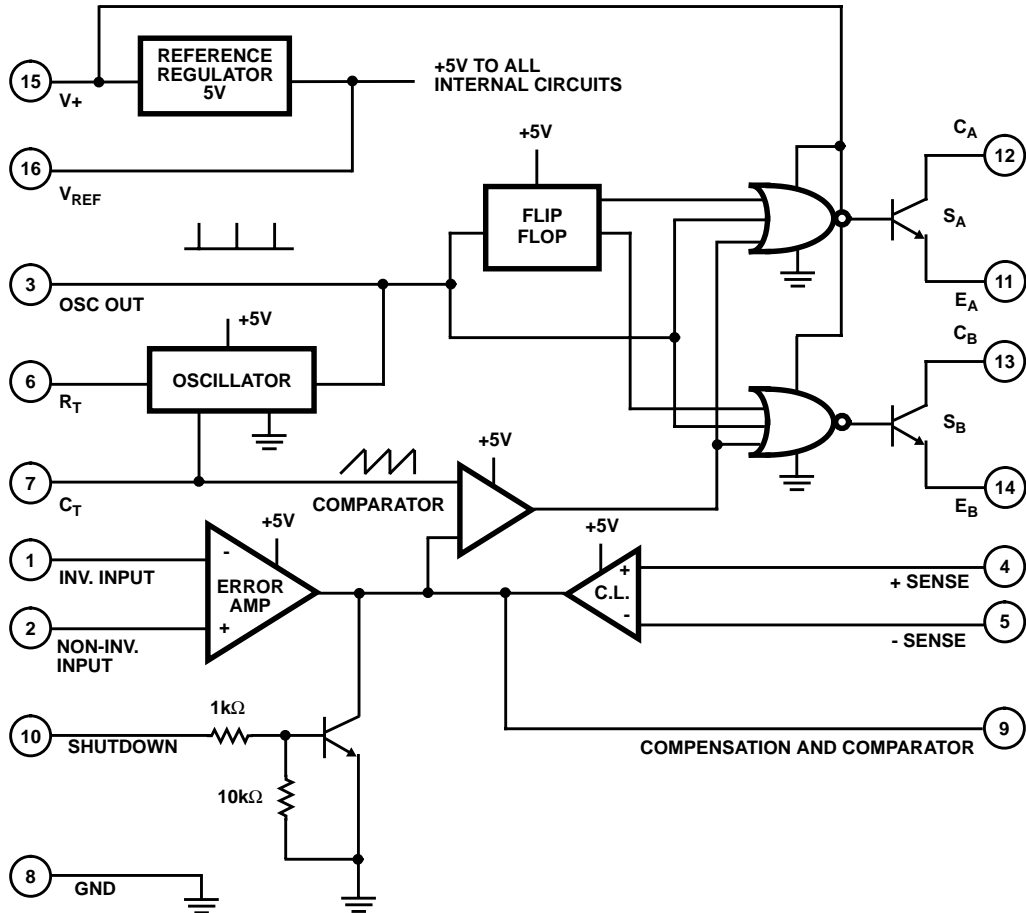 REFERENCE
REGULATOR
5V
15
V+
+5V TO ALL
INTERNAL CIRCUITS
16
VREF
+5V
FLIP
FLOP
CA
12
SA
11
EA
3
OSC OUT
+5V
6
RT
OSCILLATOR
CB
13
SB
14
EB
7
CT
COMPARATOR
+5V
1
INV. INPUT
+5V
-
ERROR
AMP
+
2
NON-INV.
INPUT
+5V
+
C.L.
-
4
+ SENSE
5
- SENSE
1kΩ
10
SHUTDOWN
10kΩ
9
COMPENSATION AND COMPARATOR
8
GND